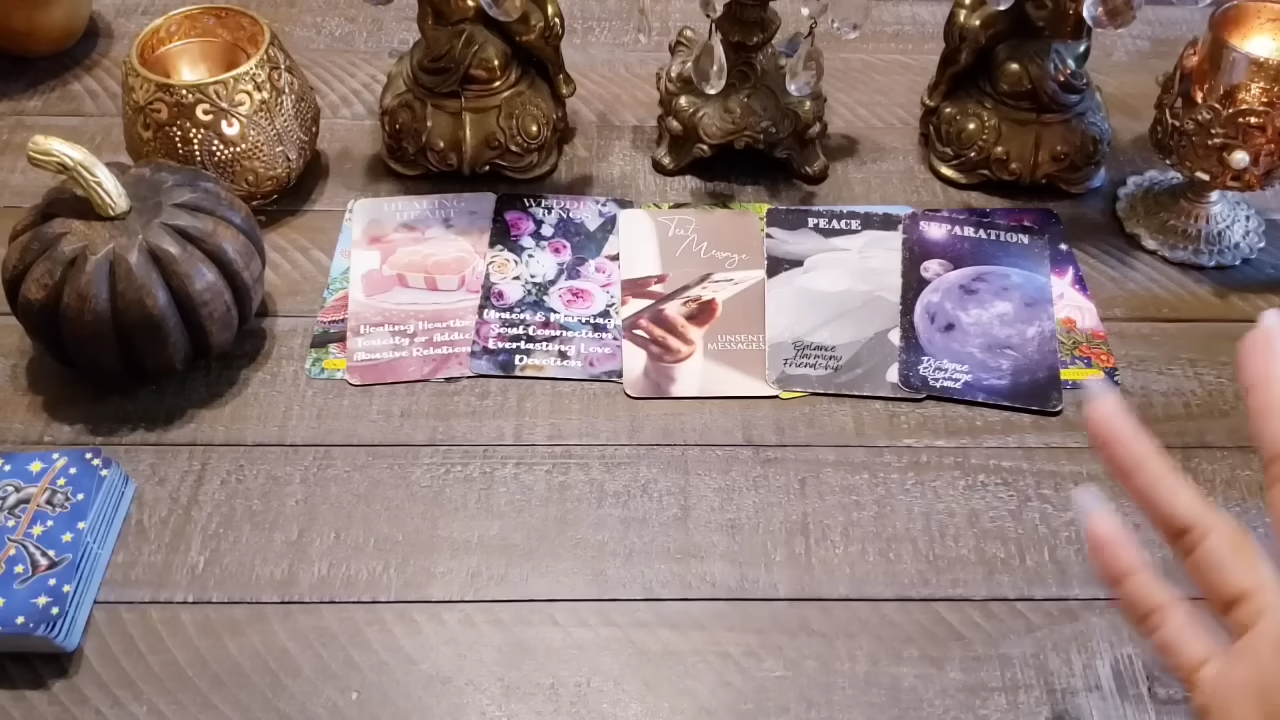 HEALING
HEART
Healing Heartbr
Toxicity or Addic
Abusive Relation
WEDDING
RINGS
Union & Marriag
Soul Connection
Everlasting Love
Devotion
Text
Message
UNSENT
MESSAGES
PEACE
Balance
Harmony
Friendship
SEPARATION
Distance
Blockage
Space